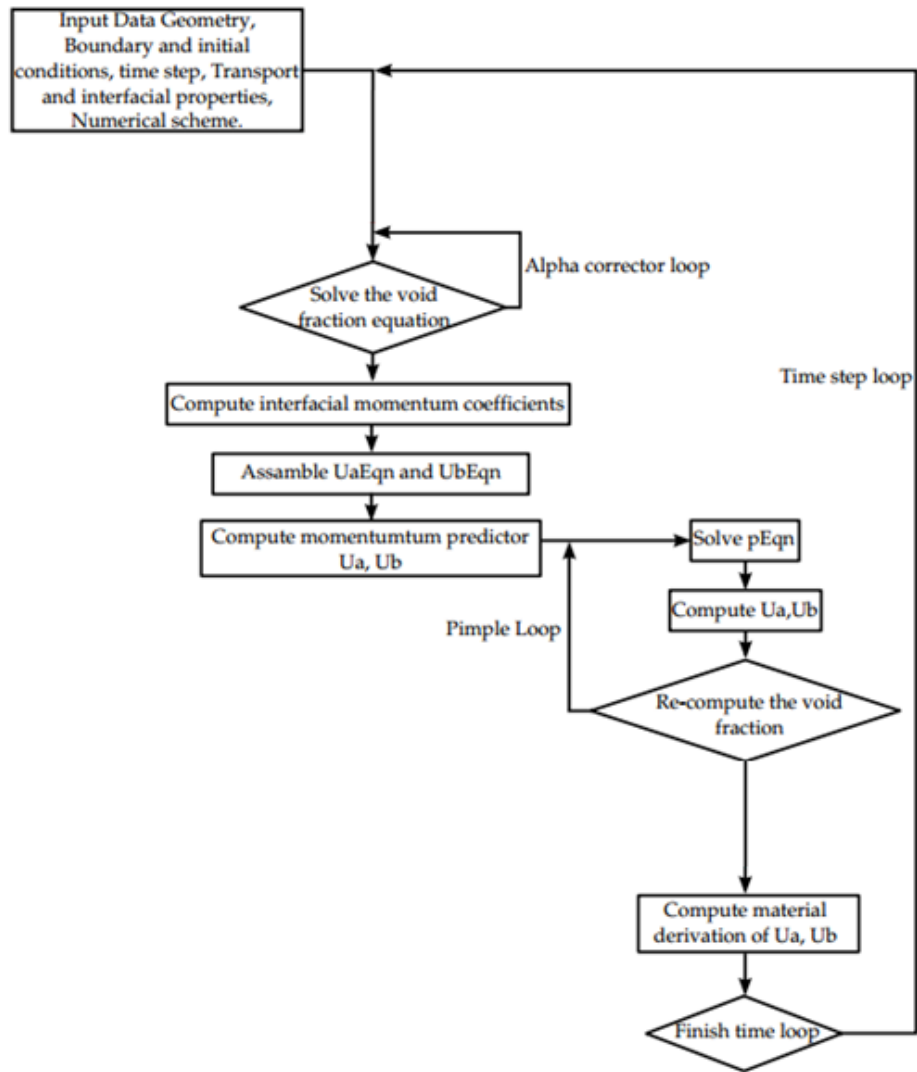 Input Data Geometry,
Boundary and initial
conditions, time step, Transport
and interfacial properties,
Numerical scheme.
Alpha corrector loop
Solve the void
fraction equation
Time step loop
Compute interfacial momentum coefficients
Assamble UaEqn and UbEqn
Compute momentumtum predictor
Ua, Ub
Solve pEqn
Compute Ua,Ub
Pimple Loop
Re-compute the void
fraction
Compute material
derivation of Ua, Ub
Finish time loop